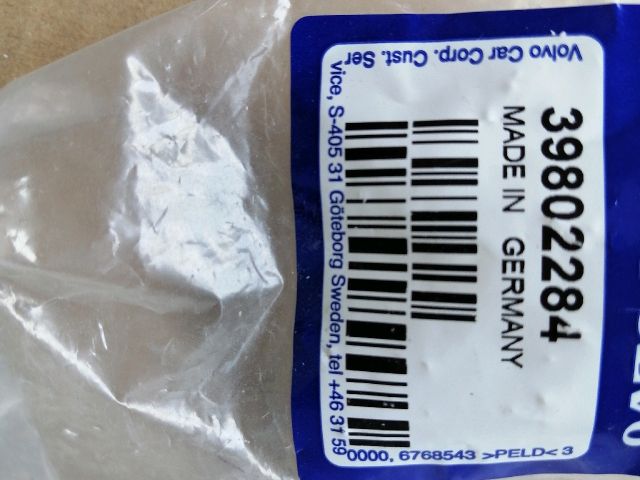 39802284
MADE IN GERMANY
Volvo Car Corp. Cust. Ser
vice, S-405 31 Göteborg Sweden, tel +46 31 59
0000. 6768543 >PELD< 3